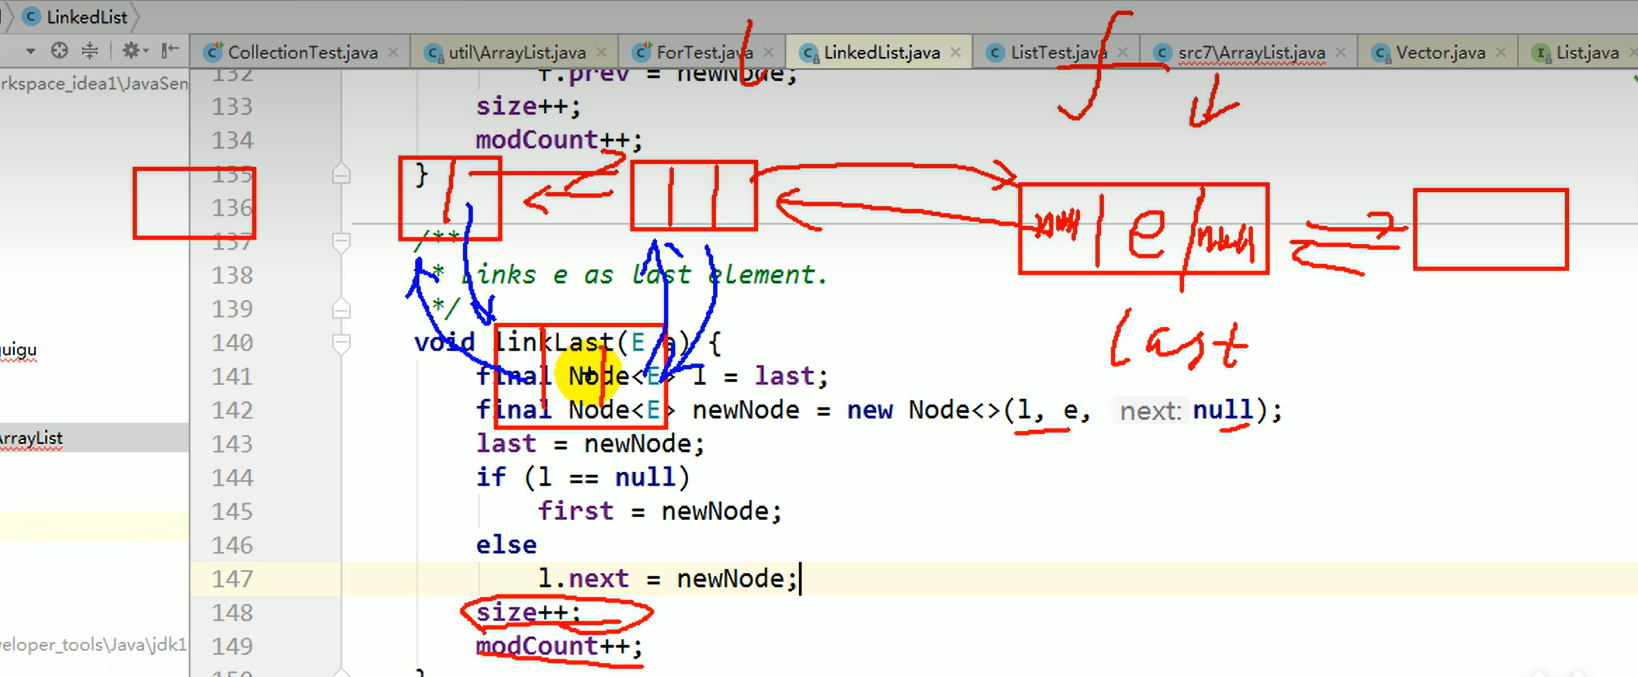 LinkedList
CollectionTest.java util\ArrayList.java ForTest.java LinkedList.java ListTest.java src7\ArrayList.java Vector.java List.java
rkspace_idea1\JavaSen
132 f.prev = newNode;
133 size++;
134 modCount++;
135 }
136
137 /**
138 * Links e as last element.
139 */
140 void linkLast(E e) {
141 final Node<E> l = last;
142 final Node<E> newNode = new Node<>(l, e, next: null);
143 last = newNode;
144 if (l == null)
145 first = newNode;
146 else
147 l.next = newNode;
148 size++;
149 modCount++;
150 }
uigu
ArrayList
veloper_tools\Java\jdk1
l
f
null e null
last